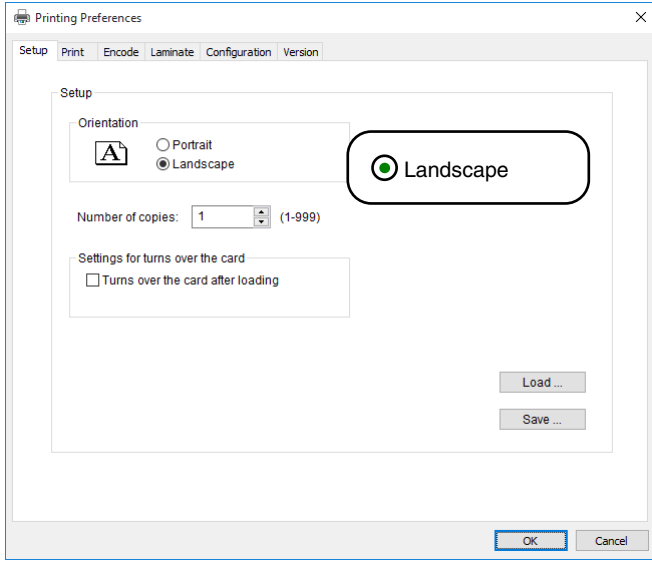 Printing Preferences
Setup Print Encode Laminate Configuration Version
Setup
Orientation
A
Portrait
Landscape
Landscape
Number of copies: 1 (1-999)
Settings for turns over the card
Turns over the card after loading
Load ...
Save ...
OK Cancel